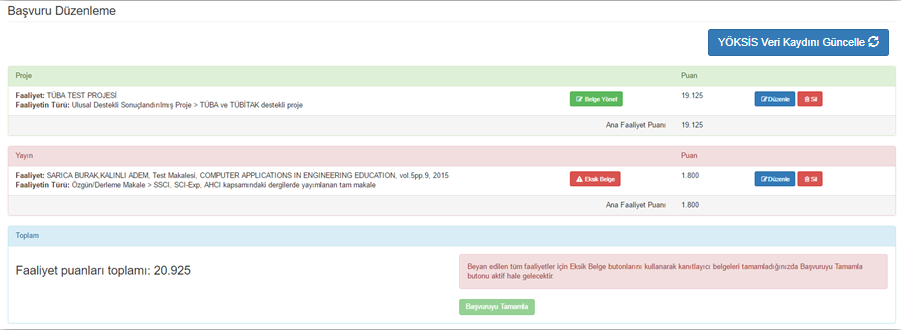 Başvuru Düzenleme
YÖKSİS Veri Kaydını Güncelle
Proje Puan
Faaliyet: TÜBA TEST PROJESİ
Faaliyetin Türü: Ulusal Destekli Sonuçlandırılmış Proje > TÜBA ve TÜBİTAK destekli proje
Belge Yönet 19.125 Düzenle Sil
Ana Faaliyet Puanı 19.125
Yayın Puan
Faaliyet: SARICA BURAK,KALINLI ADEM, Test Makalesi, COMPUTER APPLICATIONS IN ENGINEERING EDUCATION, vol.5pp.9, 2015
Faaliyetin Türü: Özgün/Derleme Makale > SSCI, SCI-Exp, AHCI kapsamındaki dergilerde yayımlanan tam makale
Eksik Belge 1.800 Düzenle Sil
Ana Faaliyet Puanı 1.800
Toplam
Faaliyet puanları toplamı: 20.925
Beyan edilen tüm faaliyetler için Eksik Belge butonlarını kullanarak kanıtlayıcı belgeleri tamamladığınızda Başvuruyu Tamamla
butonu aktif hale gelecektir.
Başvuruyu Tamamla